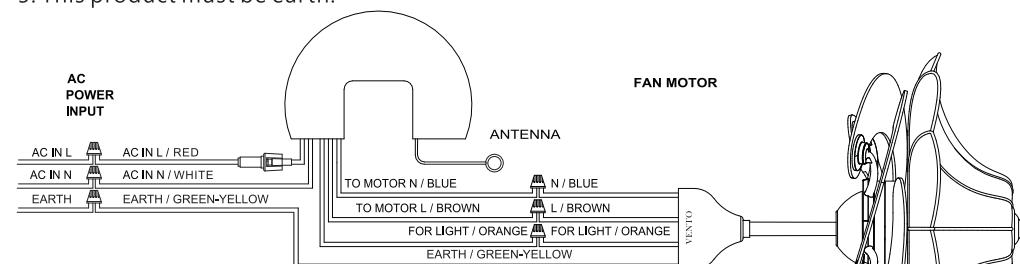 5. This product must be earth.
AC
POWER
INPUT
FAN MOTOR
ANTENNA
AC IN L
AC IN L / RED
AC IN N
AC IN N / WHITE
EARTH
EARTH / GREEN-YELLOW
TO MOTOR N / BLUE
N / BLUE
TO MOTOR L / BROWN
L / BROWN
FOR LIGHT / ORANGE
FOR LIGHT / ORANGE
EARTH / GREEN-YELLOW
VENTO